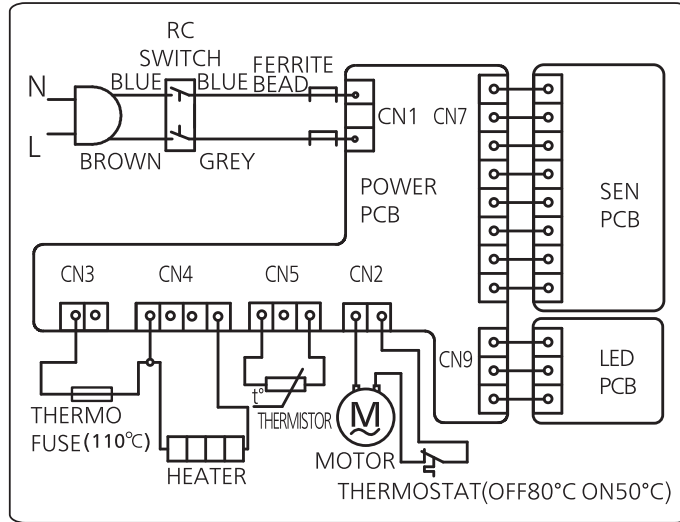 RC
SWITCH
FERRITE
BEAD
N
BLUE
BLUE
L
BROWN
GREY
CN1
CN7
POWER
PCB
SEN
PCB
CN3
CN4
CN5
CN2
CN9
LED
PCB
t°
THERMISTOR
THERMO
FUSE(110℃)
HEATER
M
MOTOR
THERMOSTAT(OFF80°C ON50°C)